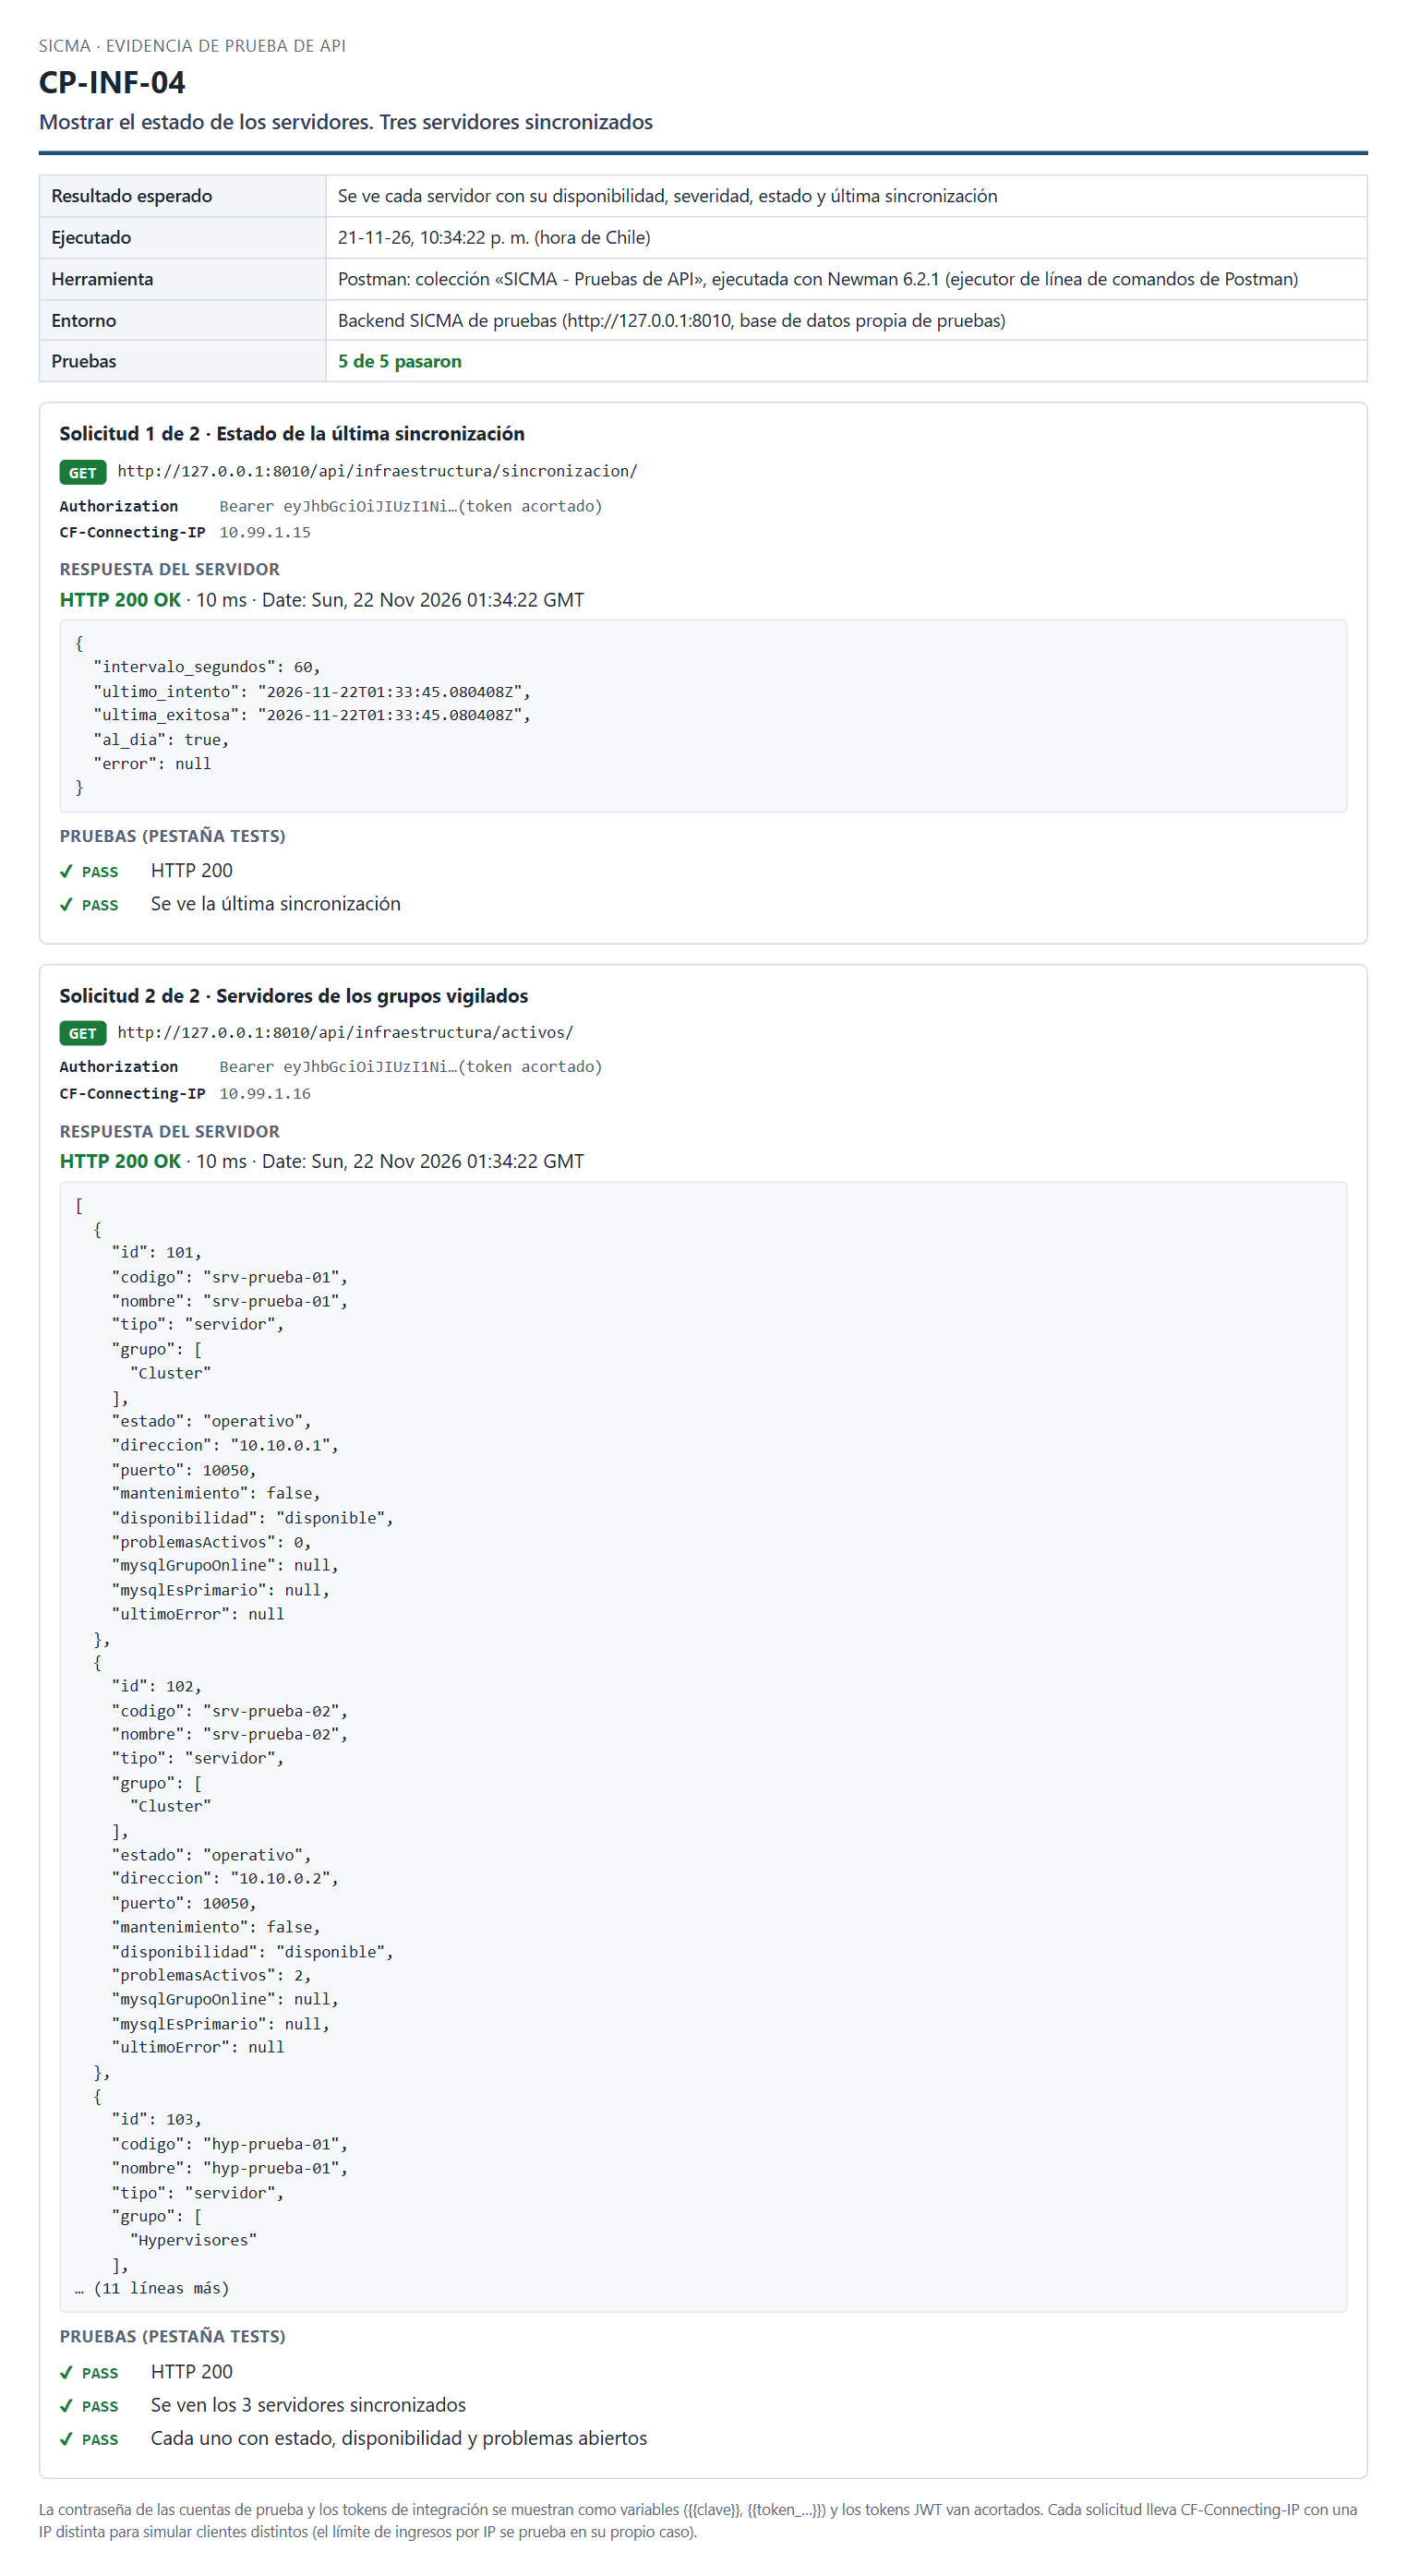 SICMA · EVIDENCIA DE PRUEBA DE API
CP-INF-04
Mostrar el estado de los servidores. Tres servidores sincronizados
Resultado esperado Se ve cada servidor con su disponibilidad, severidad, estado y última sincronización
Ejecutado 21-11-26, 10:34:22 p. m. (hora de Chile)
Herramienta Postman: colección «SICMA - Pruebas de API», ejecutada con Newman 6.2.1 (ejecutor de línea de comandos de Postman)
Entorno Backend SICMA de pruebas (http://127.0.0.1:8010, base de datos propia de pruebas)
Pruebas 5 de 5 pasaron
Solicitud 1 de 2 · Estado de la última sincronización
GET http://127.0.0.1:8010/api/infraestructura/sincronizacion/
Authorization Bearer eyJhbGciOiJIUzI1Ni…(token acortado)
CF-Connecting-IP 10.99.1.15
RESPUESTA DEL SERVIDOR
HTTP 200 OK · 10 ms · Date: Sun, 22 Nov 2026 01:34:22 GMT
{
  "intervalo_segundos": 60,
  "ultimo_intento": "2026-11-22T01:33:45.080408Z",
  "ultima_exitosa": "2026-11-22T01:33:45.080408Z",
  "al_dia": true,
  "error": null
}
PRUEBAS (PESTAÑA TESTS)
✓ PASS HTTP 200
✓ PASS Se ve la última sincronización
Solicitud 2 de 2 · Servidores de los grupos vigilados
GET http://127.0.0.1:8010/api/infraestructura/activos/
Authorization Bearer eyJhbGciOiJIUzI1Ni…(token acortado)
CF-Connecting-IP 10.99.1.16
RESPUESTA DEL SERVIDOR
HTTP 200 OK · 10 ms · Date: Sun, 22 Nov 2026 01:34:22 GMT
[
  {
    "id": 101,
    "codigo": "srv-prueba-01",
    "nombre": "srv-prueba-01",
    "tipo": "servidor",
    "grupo": [
      "Cluster"
    ],
    "estado": "operativo",
    "direccion": "10.10.0.1",
    "puerto": 10050,
    "mantenimiento": false,
    "disponibilidad": "disponible",
    "problemasActivos": 0,
    "mysqlGrupoOnline": null,
    "mysqlEsPrimario": null,
    "ultimoError": null
  },
  {
    "id": 102,
    "codigo": "srv-prueba-02",
    "nombre": "srv-prueba-02",
    "tipo": "servidor",
    "grupo": [
      "Cluster"
    ],
    "estado": "operativo",
    "direccion": "10.10.0.2",
    "puerto": 10050,
    "mantenimiento": false,
    "disponibilidad": "disponible",
    "problemasActivos": 2,
    "mysqlGrupoOnline": null,
    "mysqlEsPrimario": null,
    "ultimoError": null
  },
  {
    "id": 103,
    "codigo": "hyp-prueba-01",
    "nombre": "hyp-prueba-01",
    "tipo": "servidor",
    "grupo": [
      "Hypervisores"
    ],
… (11 líneas más)
PRUEBAS (PESTAÑA TESTS)
✓ PASS HTTP 200
✓ PASS Se ven los 3 servidores sincronizados
✓ PASS Cada uno con estado, disponibilidad y problemas abiertos
La contraseña de las cuentas de prueba y los tokens de integración se muestran como variables ({{clave}}, {{token_...}}) y los tokens JWT van acortados. Cada solicitud lleva CF-Connecting-IP con una
IP distinta para simular clientes distintos (el límite de ingresos por IP se prueba en su propio caso).